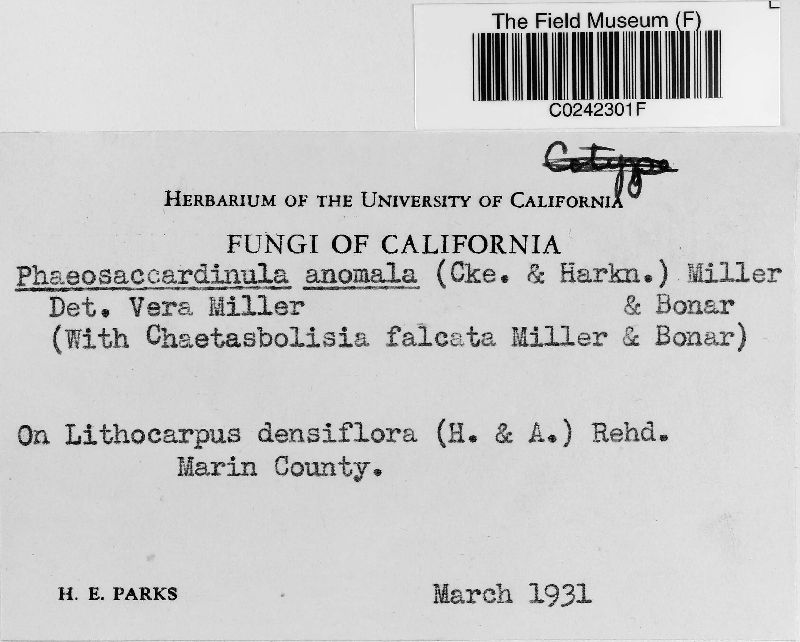 The Field Museum (F)
C0242301F
Cotype
HERBARIUM OF THE UNIVERSITY OF CALIFORNIA
FUNGI OF CALIFORNIA
Phaeosaccardinula anomala (Cke. & Harkn.) Miller
Det. Vera Miller & Bonar
(With Chaetasbolisia falcata Miller & Bonar)
On Lithocarpus densiflora (H. & A.) Rehd.
Marin County.
H. E. PARKS March 1931